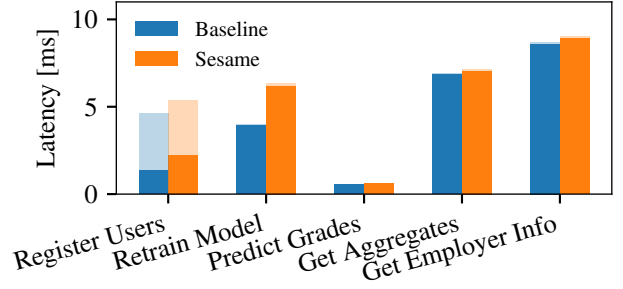 10
5
0
Latency [ms]
Baseline
Sesame
Register Users
Retrain Model
Predict Grades
Get Aggregates
Get Employer Info